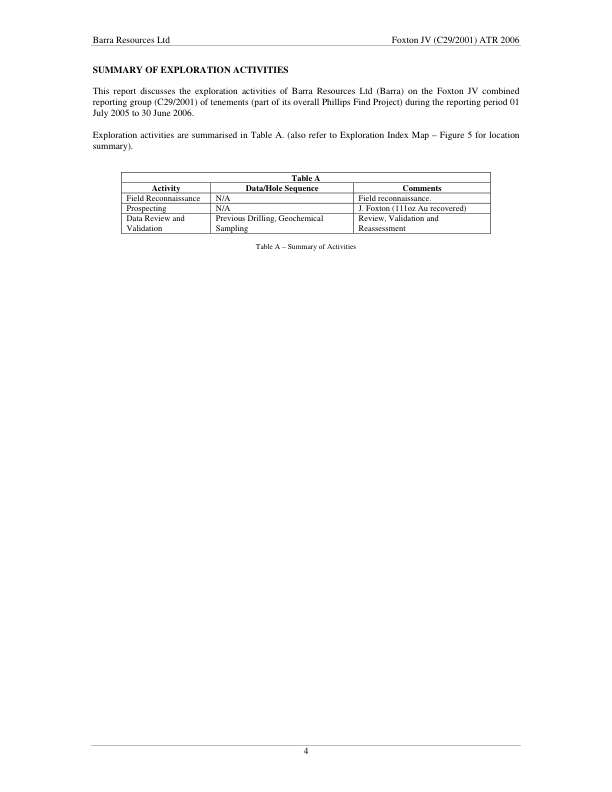 Barra Resources Ltd Foxton JV (C29/2001) ATR 2006
SUMMARY OF EXPLORATION ACTIVITIES
This report discusses the exploration activities of Barra Resources Ltd (Barra) on the Foxton JV combined
reporting group (C29/2001) of tenements (part of its overall Phillips Find Project) during the reporting period 01
July 2005 to 30 June 2006.
Exploration activities are summarised in Table A. (also refer to Exploration Index Map – Figure 5 for location
summary).
Table A
Activity Data/Hole Sequence Comments
Field Reconnaissance N/A Field reconnaissance.
Prospecting N/A J. Foxton (111oz Au recovered)
Data Review and Previous Drilling, Geochemical Review, Validation and
Validation Sampling Reassessment
Table A – Summary of Activities
4